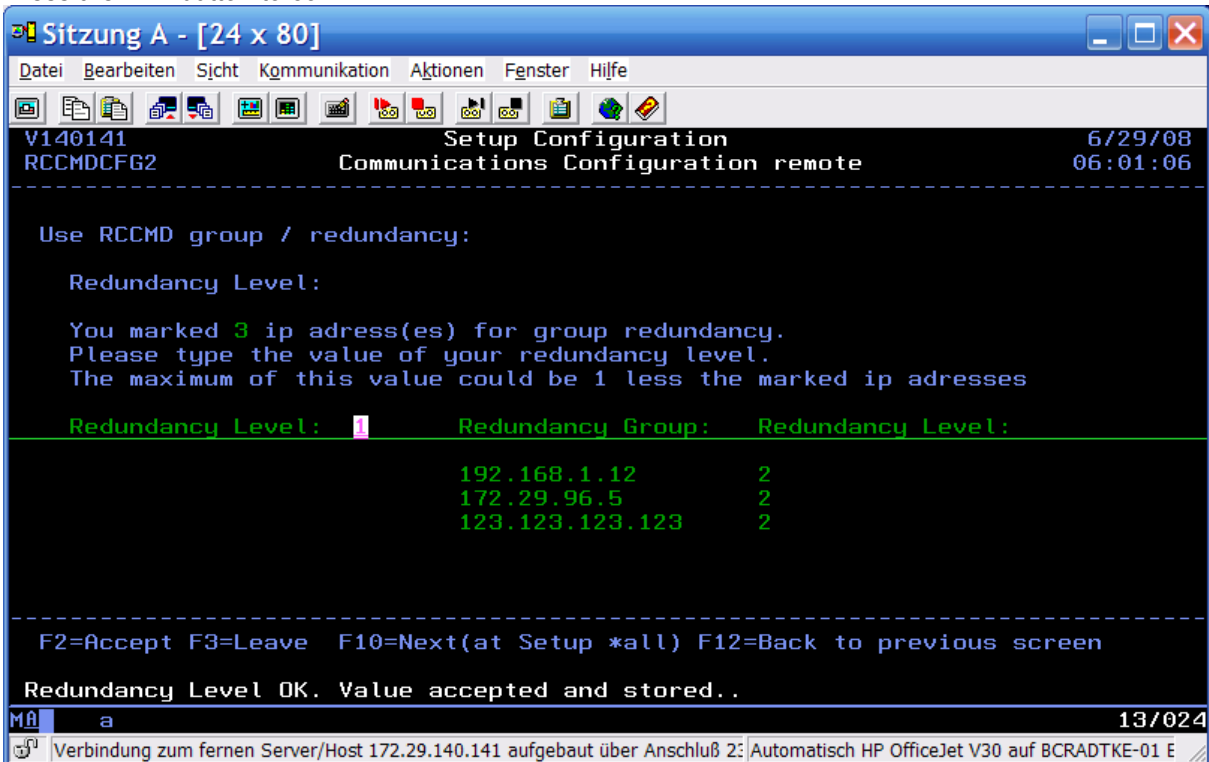 Sitzung A - [24 x 80]
Datei Bearbeiten Sicht Kommunikation Aktionen Fenster Hilfe
V140141 Setup Configuration 6/29/08
RCCMDCFG2 Communications Configuration remote 06:01:06
Use RCCMD group / redundancy:
Redundancy Level:
You marked 3 ip adress(es) for group redundancy.
Please type the value of your redundancy level.
The maximum of this value could be 1 less the marked ip adresses
Redundancy Level: 1 Redundancy Group: Redundancy Level:
192.168.1.12 2
172.29.96.5 2
123.123.123.123 2
F2=Accept F3=Leave F10=Next(at Setup *all) F12=Back to previous screen
Redundancy Level OK. Value accepted and stored..
MA a 13/024
Verbindung zum fernen Server/Host 172.29.140.141 aufgebaut über Anschluß 23 Automatisch HP OfficeJet V30 auf BCRADTKE-01 E